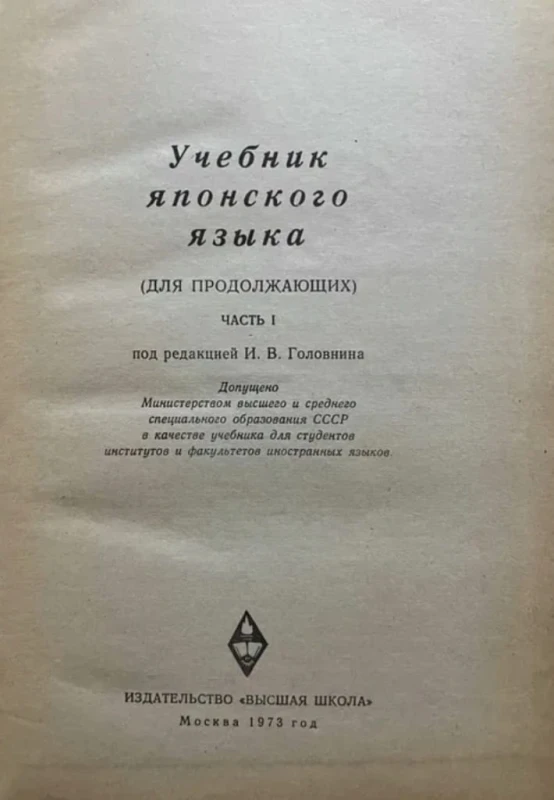 Учебник
японского
языка
(ДЛЯ ПРОДОЛЖАЮЩИХ)
ЧАСТЬ I
под редакцией И. В. Головнина
Допущено
Министерством высшего и среднего
специального образования СССР
в качестве учебника для студентов
институтов и факультетов иностранных языков.
ИЗДАТЕЛЬСТВО «ВЫСШАЯ ШКОЛА»
Москва 1973 год